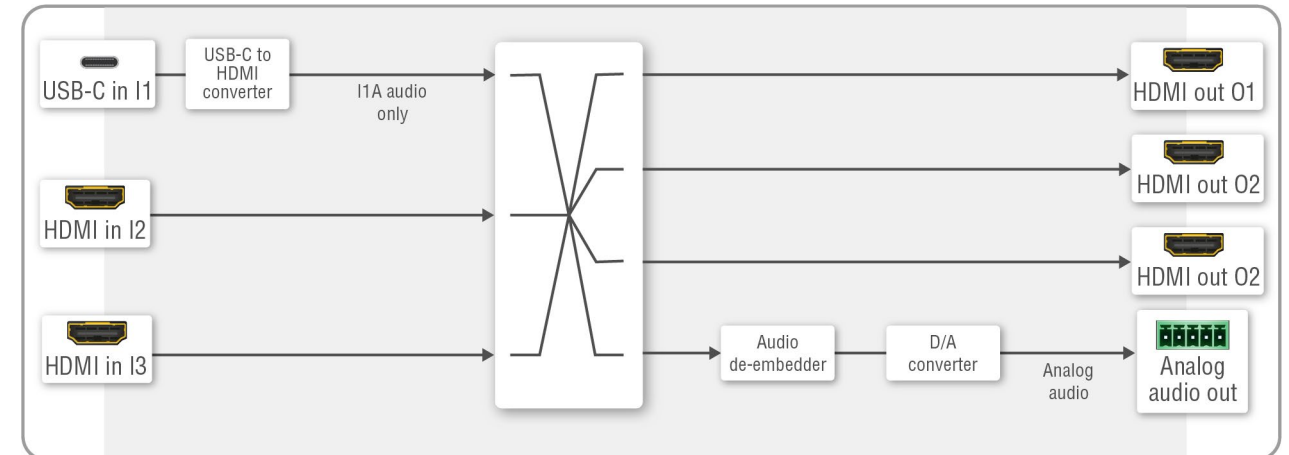 USB-C in I1
USB-C to
HDMI
converter
I1A audio
only
HDMI out O1
HDMI out O2
HDMI in I2
HDMI out O2
HDMI in I3
Audio
de-embedder
D/A
converter
Analog
audio
Analog
audio out